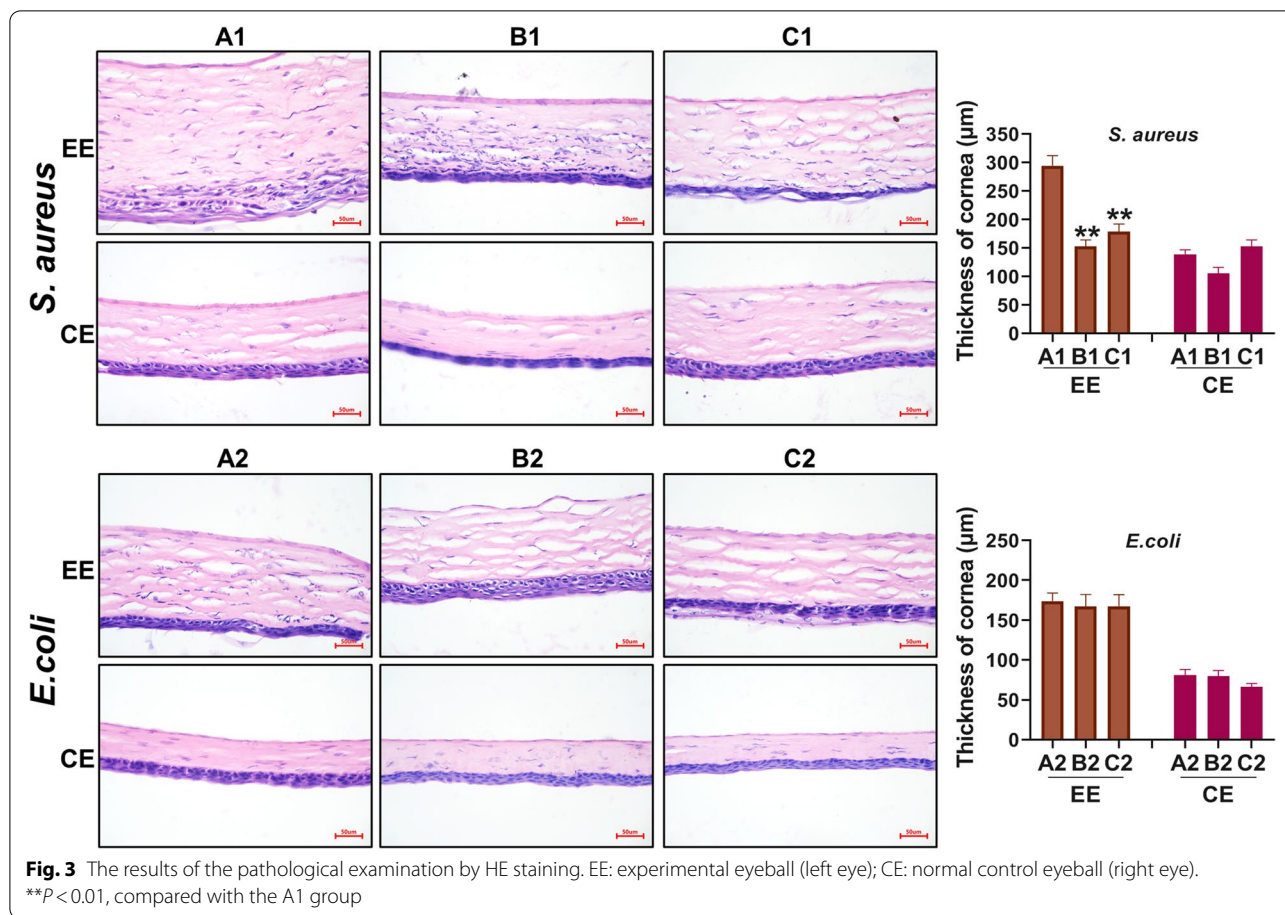 A1 B1 C1
S. aureus
EE
50um 50um 50um
CE
50um 50um 50um
Thickness of cornea (µm)
S. aureus
350
300
250
200
150
100
50
0
** **
A1 B1 C1 A1 B1 C1
EE CE
A2 B2 C2
E.coli
EE
50um 50um 50um
CE
50um 50um 50um
Thickness of cornea (µm)
E.coli
250
200
150
100
50
0
A2 B2 C2 A2 B2 C2
EE CE
Fig. 3 The results of the pathological examination by HE staining. EE: experimental eyeball (left eye); CE: normal control eyeball (right eye).
**P < 0.01, compared with the A1 group